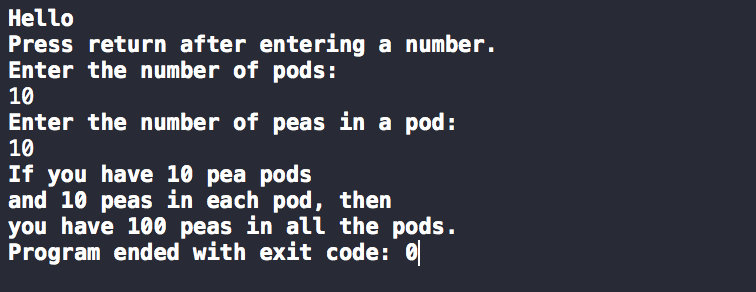 Hello
Press return after entering a number.
Enter the number of pods:
10
Enter the number of peas in a pod:
10
If you have 10 pea pods
and 10 peas in each pod, then
you have 100 peas in all the pods.
Program ended with exit code: 0